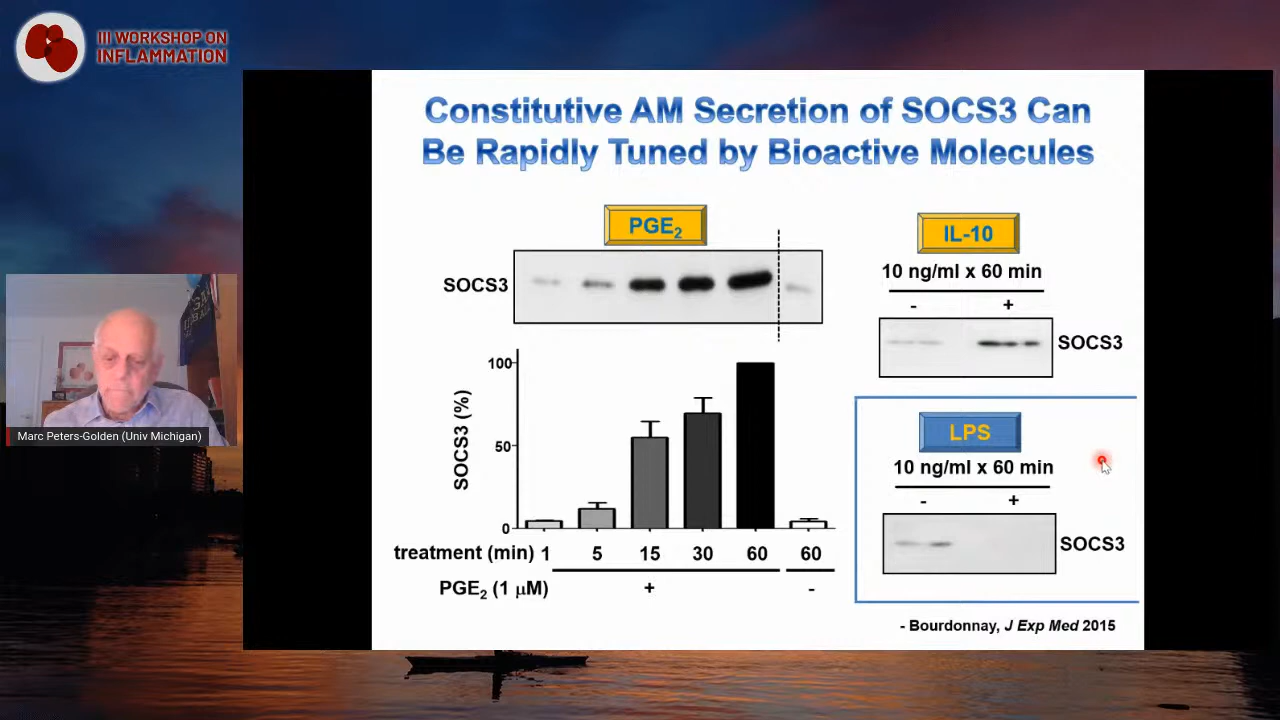 III WORKSHOP ON
INFLAMMATION
Constitutive AM Secretion of SOCS3 Can
Be Rapidly Tuned by Bioactive Molecules
PGE2
SOCS3
100
50
0
SOCS3 (%)
treatment (min) 1 5 15 30 60 60
PGE2 (1 μM) + -
IL-10
10 ng/ml x 60 min
- +
SOCS3
LPS
10 ng/ml x 60 min
- +
SOCS3
- Bourdonnay, J Exp Med 2015
Marc Peters-Golden (Univ Michigan)